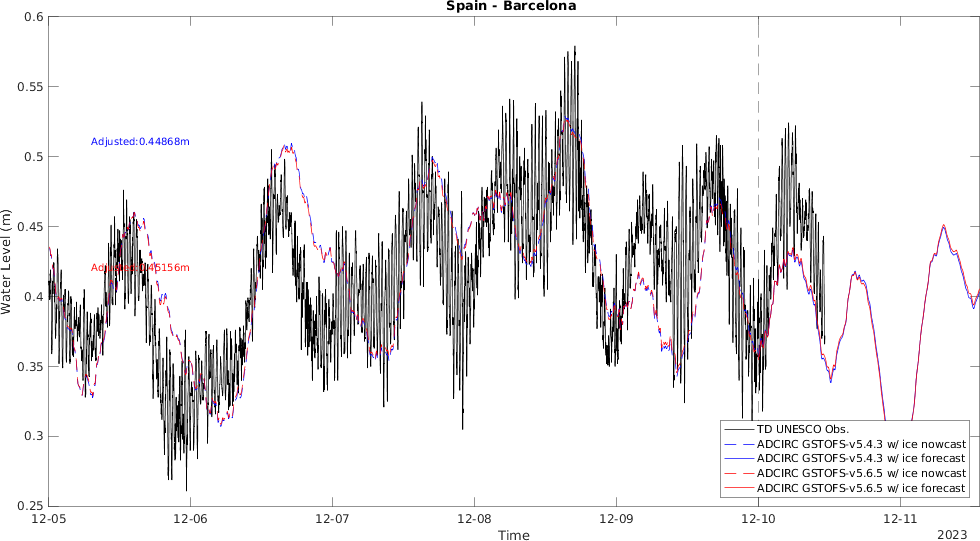 Spain - Barcelona
0.6
0.55
0.5
0.45
0.4
0.35
0.3
0.25
Water Level (m)
Adjusted:0.44868m
Adjusted:0.45156m
TD UNESCO Obs.
ADCIRC GSTOFS-v5.4.3 w/ ice nowcast
ADCIRC GSTOFS-v5.4.3 w/ ice forecast
ADCIRC GSTOFS-v5.6.5 w/ ice nowcast
ADCIRC GSTOFS-v5.6.5 w/ ice forecast
12-05 12-06 12-07 12-08 12-09 12-10 12-11
Time
2023